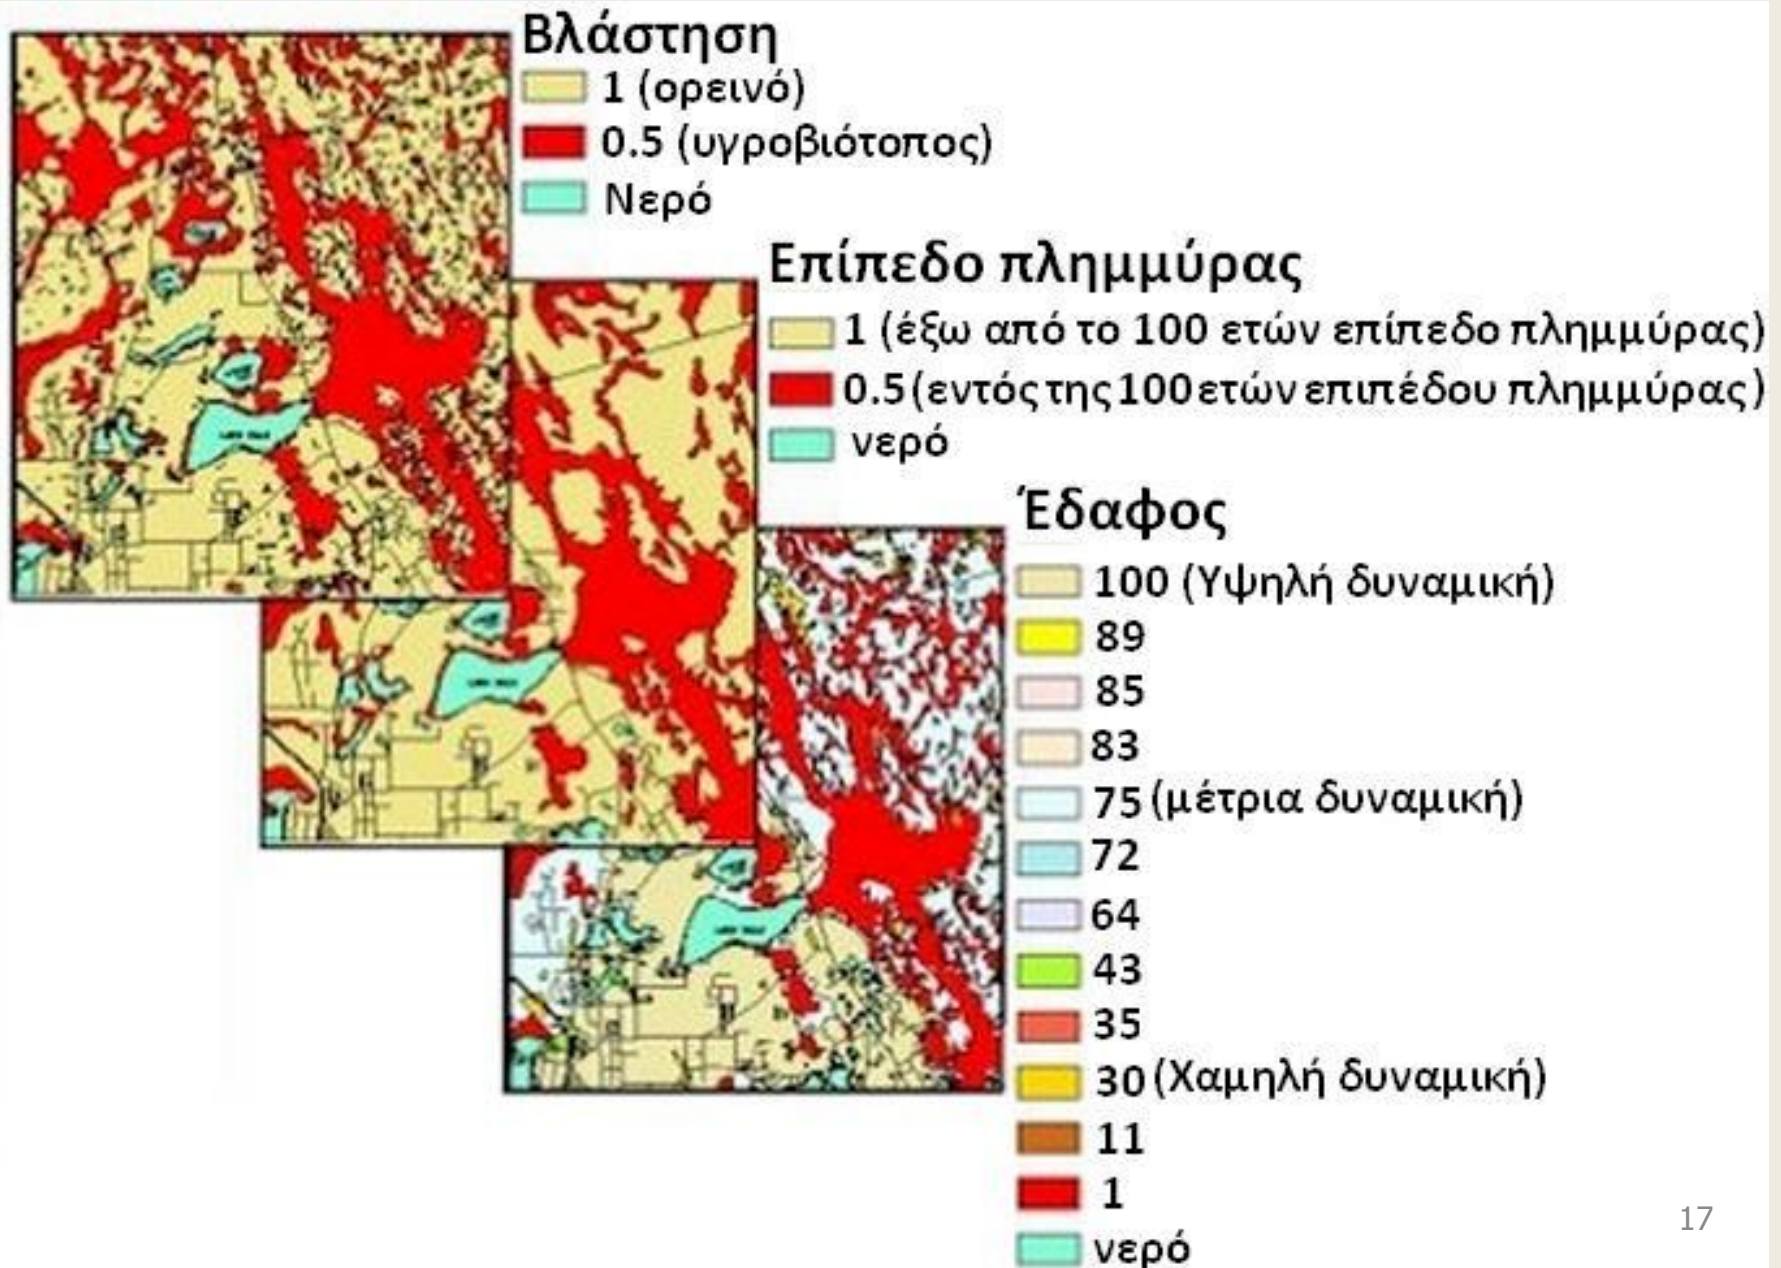 Βλάστηση
1 (ορεινό)
0.5 (υγροβιότοπος)
Νερό
Επίπεδο πλημμύρας
1 (έξω από το 100 ετών επίπεδο πλημμύρας)
0.5 (εντός της 100 ετών επιπέδου πλημμύρας)
νερό
Έδαφος
100 (Υψηλή δυναμική)
89
85
83
75 (μέτρια δυναμική)
72
64
43
35
30 (Χαμηλή δυναμική)
11
1
νερό
17